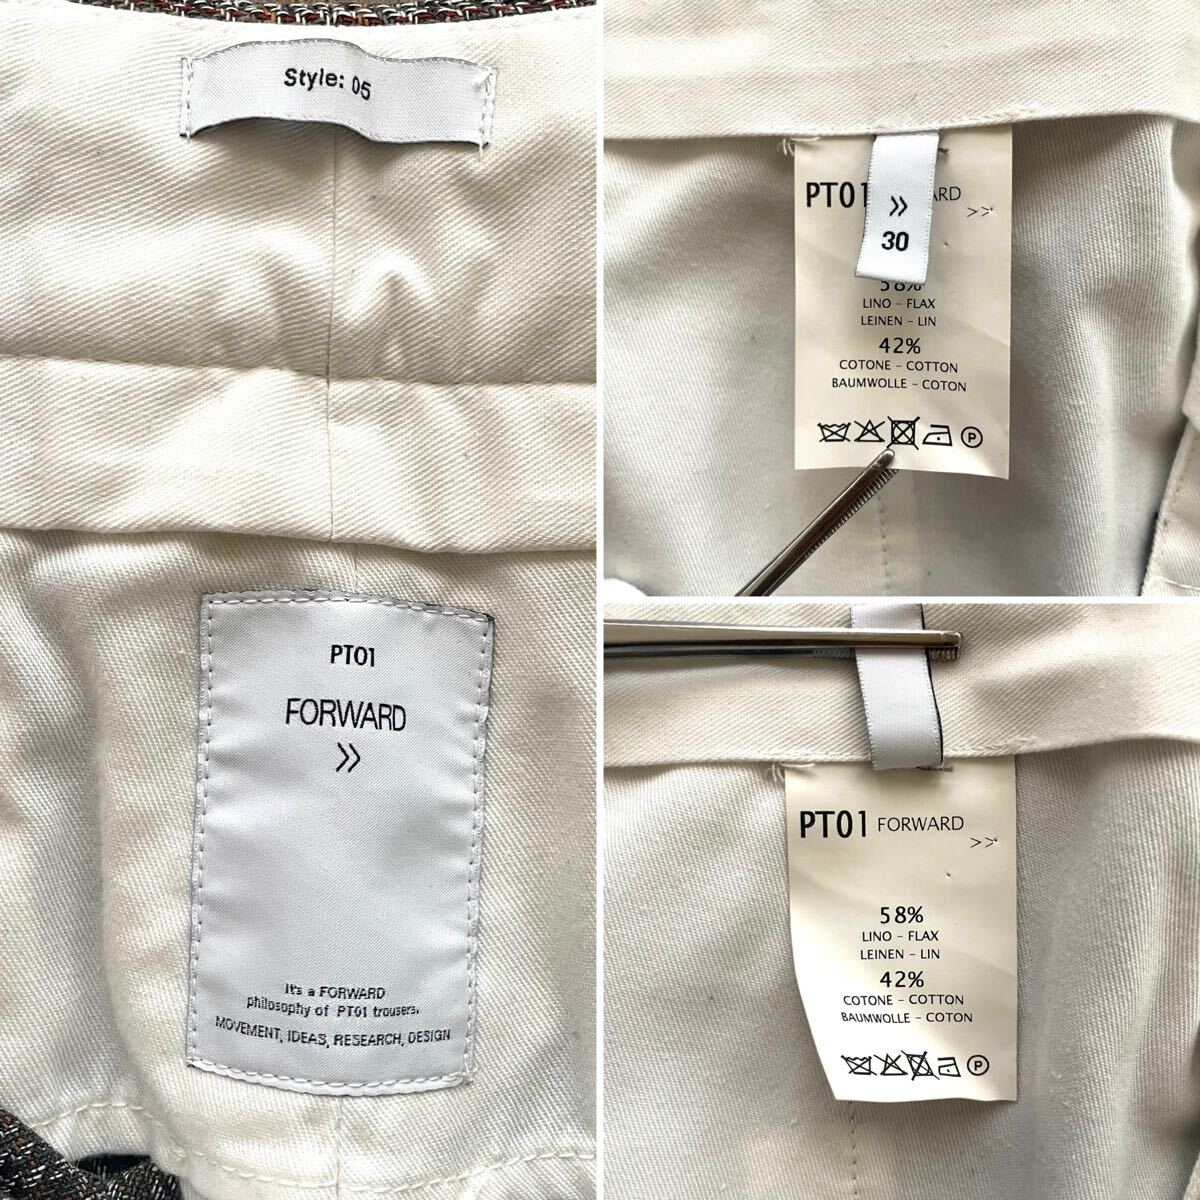 Style: 05
PT01
FORWARD
>>
It's a FORWARD
philosophy of PT01 trousers.
MOVEMENT, IDEAS, RESEARCH, DESIGN
PT01
>>
>>
30
58%
LINO - FLAX
LEINEN - LIN
42%
COTONE - COTTON
BAUMWOLLE - COTON
P
PT01 FORWARD
>>
58%
LINO - FLAX
LEINEN - LIN
42%
COTONE - COTTON
BAUMWOLLE - COTON
P